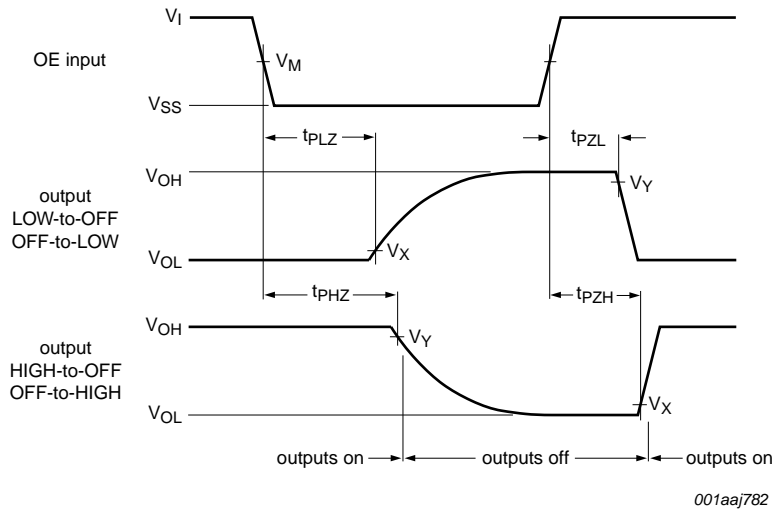 VI
OE input
VM
VSS
tPLZ
tPZL
VOH
output
LOW-to-OFF
OFF-to-LOW
VY
VX
VOL
tPHZ
tPZH
VOH
output
HIGH-to-OFF
OFF-to-HIGH
VY
VX
VOL
outputs on
outputs off
outputs on
001aaj782